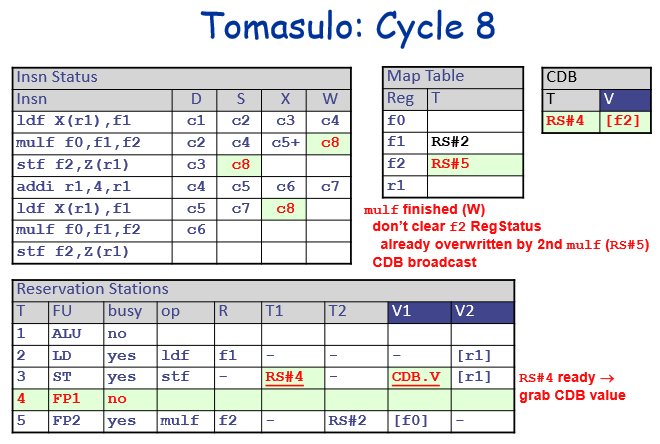 Tomasulo: Cycle 8
Insn Status
Insn D S X W
ldf X(r1),f1 c1 c2 c3 c4
mulf f0,f1,f2 c2 c4 c5+ c8
stf f2,Z(r1) c3 c8
addi r1,4,r1 c4 c5 c6 c7
ldf X(r1),f1 c5 c7 c8
mulf f0,f1,f2 c6
stf f2,Z(r1)
Map Table
Reg T
f0
f1 RS#2
f2 RS#5
r1
CDB
T V
RS#4 [f2]
mulf finished (W)
don't clear f2 RegStatus
already overwritten by 2nd mulf (RS#5)
CDB broadcast
Reservation Stations
T FU busy op R T1 T2 V1 V2
1 ALU no
2 LD yes ldf f1 - - - [r1]
3 ST yes stf - RS#4 - CDB.V [r1]
4 FP1 no
5 FP2 yes mulf f2 - RS#2 [f0] -
RS#4 ready →
grab CDB value